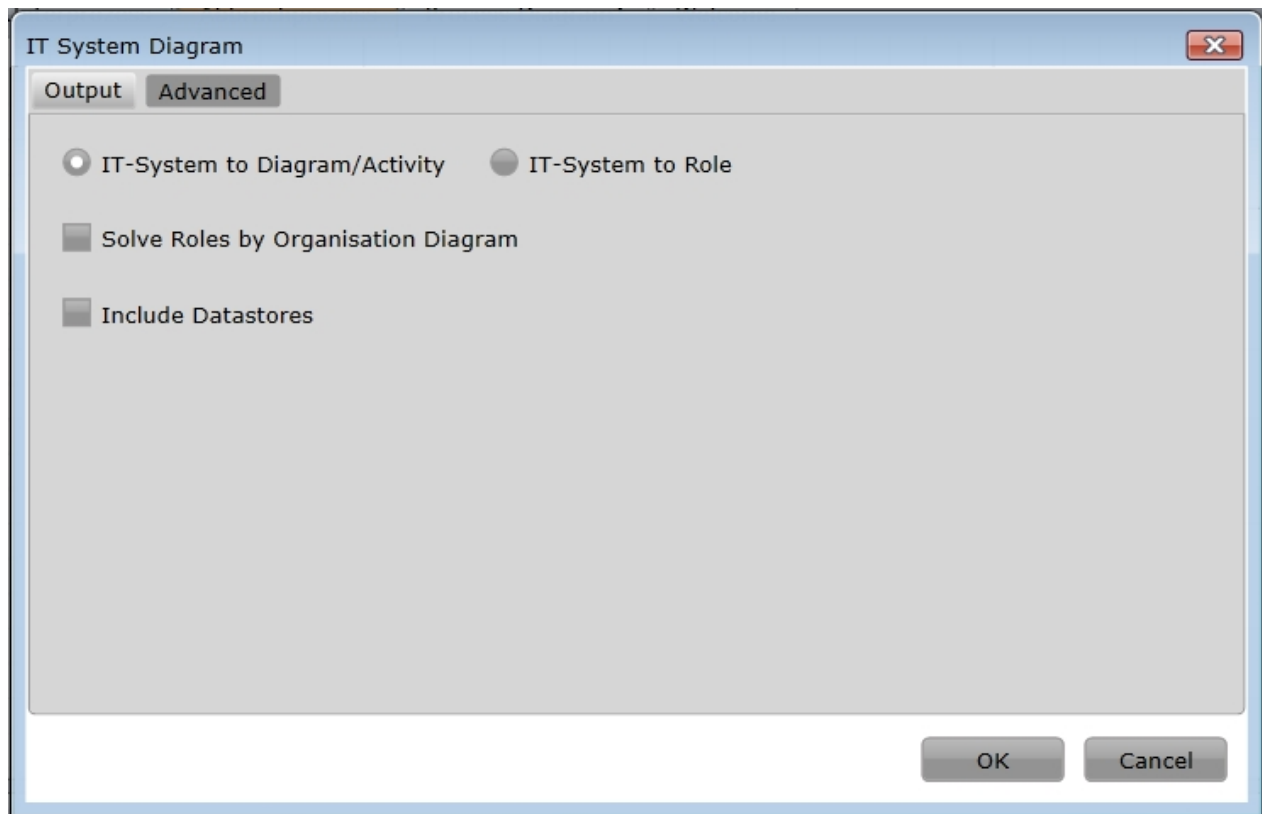 IT System Diagram
Output Advanced
IT-System to Diagram/Activity IT-System to Role
Solve Roles by Organisation Diagram
Include Datastores
OK Cancel